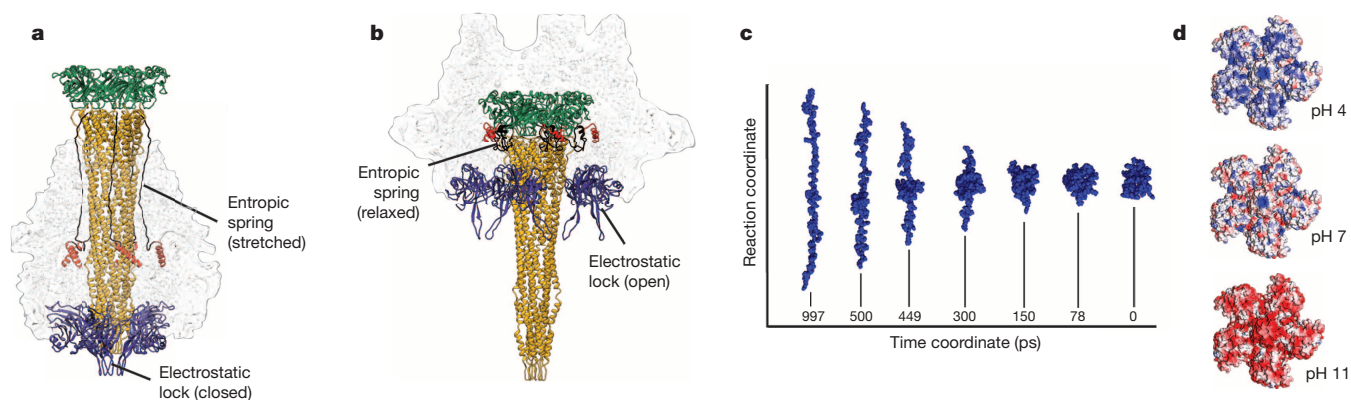 a
Entropic
spring
(stretched)
Electrostatic
lock (closed)
b
Entropic
spring
(relaxed)
Electrostatic
lock (open)
c
Reaction coordinate
997 500 449 300 150 78 0
Time coordinate (ps)
d
pH 4
pH 7
pH 11